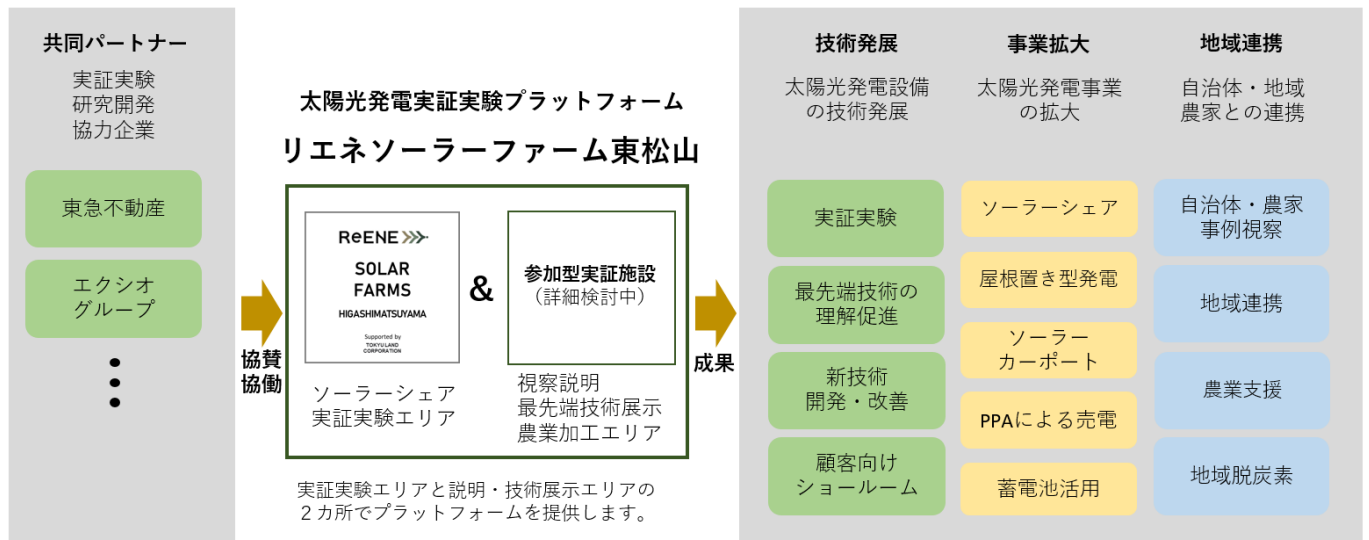 共同パートナー
実証実験
研究開発
協力企業
東急不動産
エクシオ
グループ
協賛
協働
太陽光発電実証実験プラットフォーム
リエネソーラーファーム東松山
ReENE
SOLAR
FARMS
HIGASHIMATSUYAMA
Supported by
TOKYU LAND
CORPORATION
ソーラーシェア
実証実験エリア
&
参加型実証施設
（詳細検討中）
視察説明
最先端技術展示
農業加工エリア
実証実験エリアと説明・技術展示エリアの
２カ所でプラットフォームを提供します。
成果
技術発展
太陽光発電設備
の技術発展
実証実験
最先端技術の
理解促進
新技術
開発・改善
顧客向け
ショールーム
事業拡大
太陽光発電事業
の拡大
ソーラーシェア
屋根置き型発電
ソーラー
カーポート
PPAによる売電
蓄電池活用
地域連携
自治体・地域
農家との連携
自治体・農家
事例視察
地域連携
農業支援
地域脱炭素